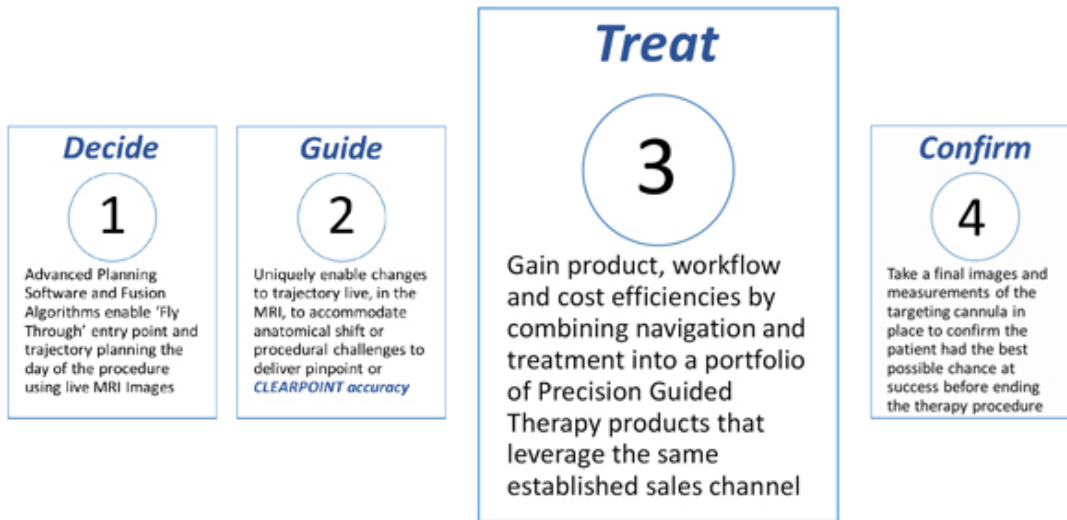 Decide
1
Advanced Planning
Software and Fusion
Algorithms enable ‘Fly
Through’ entry point and
trajectory planning the
day of the procedure
using live MRI Images
Guide
2
Uniquely enable changes
to trajectory live, in the
MRI, to accommodate
anatomical shift or
procedural challenges to
deliver pinpoint or
CLEARPOINT accuracy
Treat
3
Gain product, workflow
and cost efficiencies by
combining navigation and
treatment into a portfolio
of Precision Guided
Therapy products that
leverage the same
established sales channel
Confirm
4
Take a final images and
measurements of the
targeting cannula in
place to confirm the
patient had the best
possible chance at
success before ending
the therapy procedure